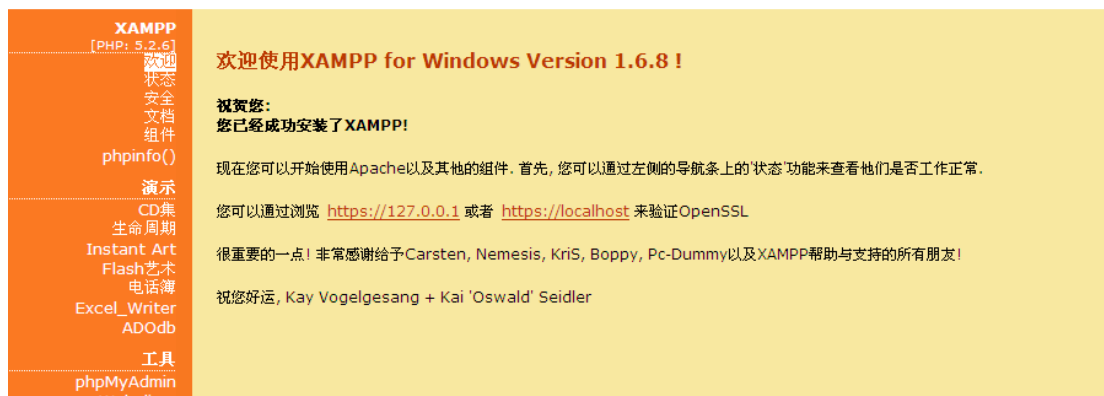 XAMPP
[PHP: 5.2.6]
欢迎
状态
安全
文档
组件
phpinfo()
演示
CD集
生命周期
Instant Art
Flash艺术
电话簿
Excel_Writer
ADOdb
工具
phpMyAdmin
欢迎使用XAMPP for Windows Version 1.6.8 !
祝贺您:
您已经成功安装了XAMPP!
现在您可以开始使用Apache以及其他的组件. 首先, 您可以通过左侧的导航条上的'状态'功能来查看他们是否工作正常.
您可以通过浏览 https://127.0.0.1 或者 https://localhost 来验证OpenSSL
很重要的一点! 非常感谢给予Carsten, Nemesis, KriS, Boppy, Pc-Dummy以及XAMPP帮助与支持的所有朋友!
祝您好运, Kay Vogelgesang + Kai 'Oswald' Seidler